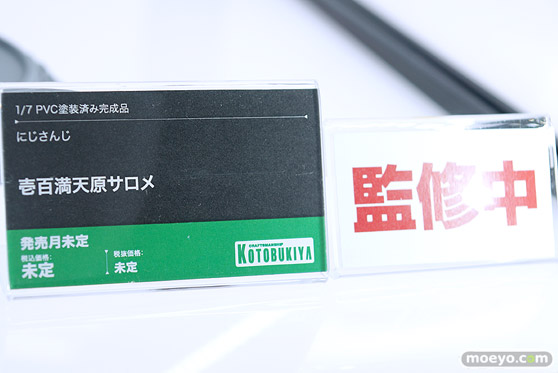 1/7 PVC塗装済み完成品
にじさんじ
壱百満天原サロメ
発売月未定
税込価格:
未定
税抜価格:
未定
CRAFTSMANSHIP
KOTOBUKIYA
監修中
moeyo.com